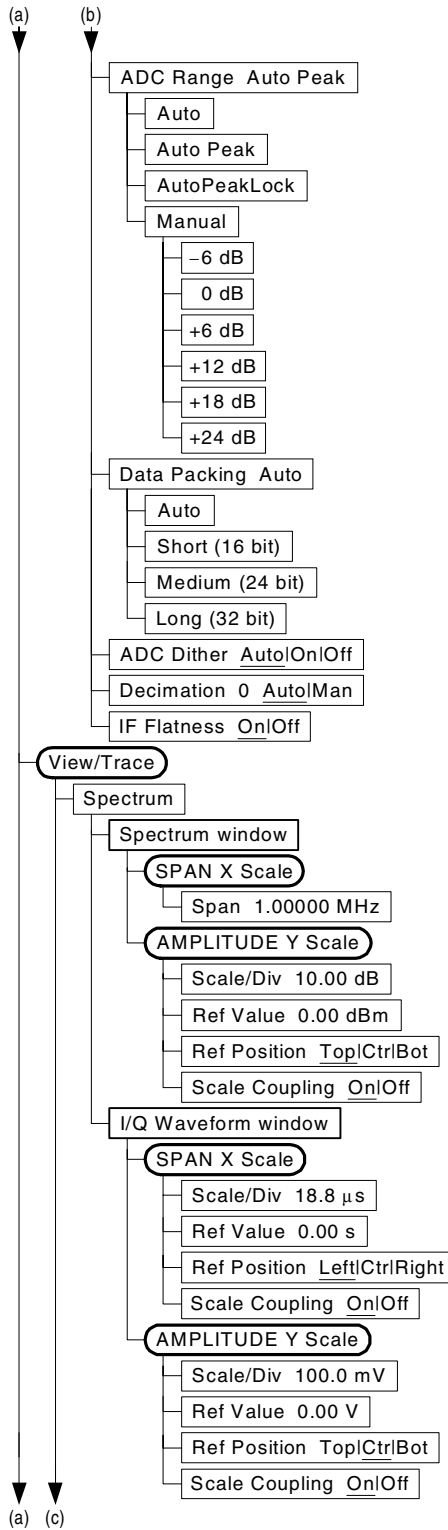 (a) (b)
ADC Range Auto Peak
Auto
Auto Peak
AutoPeakLock
Manual
−6 dB
0 dB
+6 dB
+12 dB
+18 dB
+24 dB
Data Packing Auto
Auto
Short (16 bit)
Medium (24 bit)
Long (32 bit)
ADC Dither Auto|On|Off
Decimation 0 Auto|Man
IF Flatness On|Off
View/Trace
Spectrum
Spectrum window
SPAN X Scale
Span 1.00000 MHz
AMPLITUDE Y Scale
Scale/Div 10.00 dB
Ref Value 0.00 dBm
Ref Position Top|Ctr|Bot
Scale Coupling On|Off
I/Q Waveform window
SPAN X Scale
Scale/Div 18.8 μs
Ref Value 0.00 s
Ref Position Left|Ctr|Right
Scale Coupling On|Off
AMPLITUDE Y Scale
Scale/Div 100.0 mV
Ref Value 0.00 V
Ref Position Top|Ctr|Bot
Scale Coupling On|Off
(a) (c)